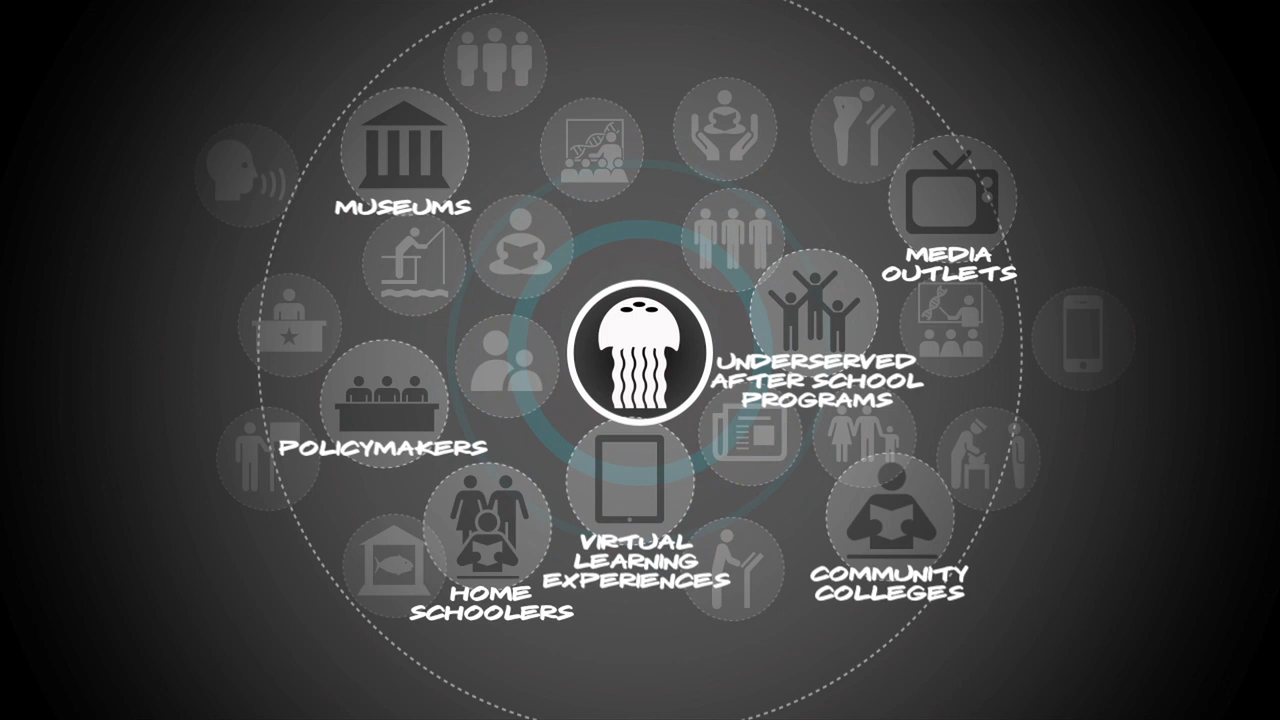 MUSEUMS
MEDIA
OUTLETS
UNDERSERVED
AFTER SCHOOL
PROGRAMS
POLICYMAKERS
VIRTUAL
LEARNING
EXPERIENCES
COMMUNITY
COLLEGES
HOME
SCHOOLERS